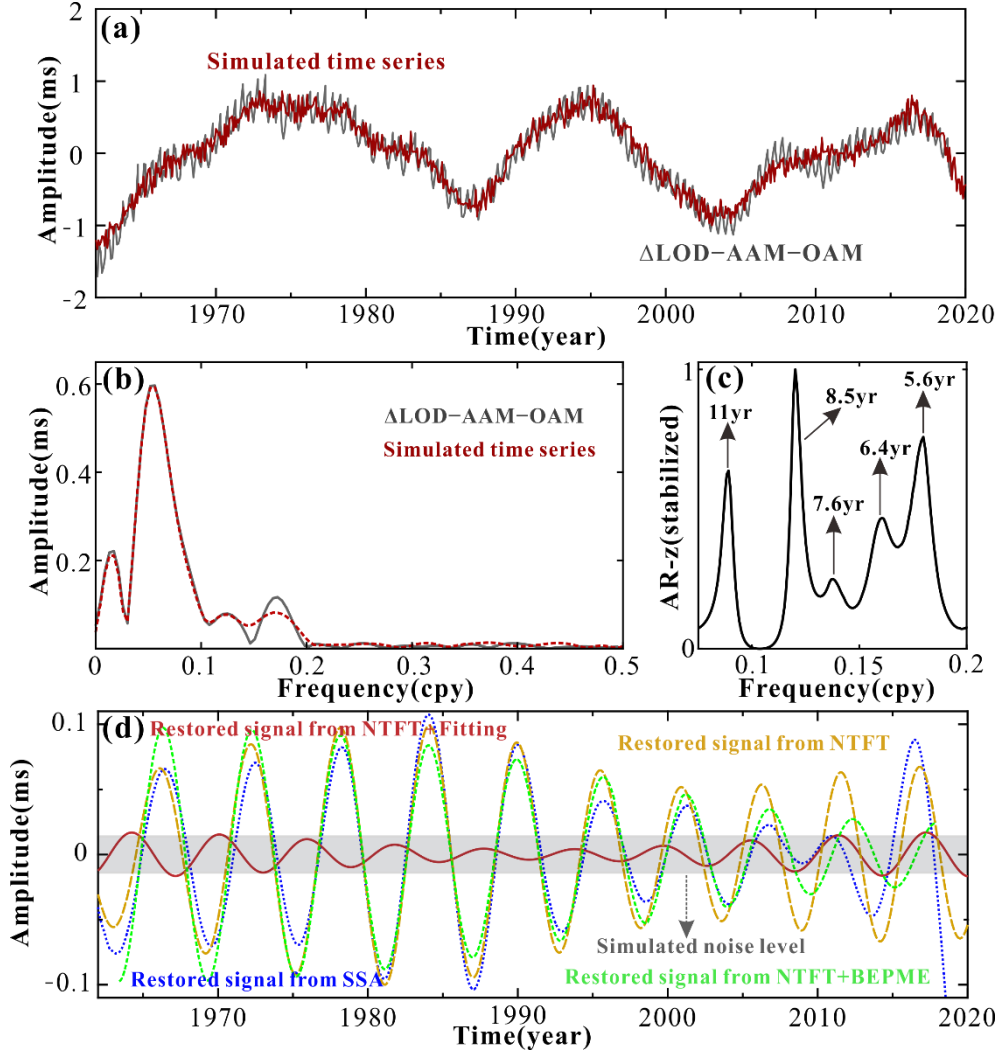 (a)
2
1
0
-1
-2
Amplitude(ms)
Simulated time series
ΔLOD−AAM−OAM
1970
1980
1990
2000
2010
2020
Time(year)
(b)
0.6
0.4
0.2
Amplitude(ms)
ΔLOD−AAM−OAM
Simulated time series
0
0.1
0.2
0.3
0.4
0.5
Frequency(cpy)
(c)
1
0
AR-z(stabilized)
11yr
8.5yr
7.6yr
6.4yr
5.6yr
0.1
0.15
0.2
Frequency(cpy)
(d)
0.1
0
-0.1
Amplitude(ms)
Restored signal from NTFT+Fitting
Restored signal from NTFT
Simulated noise level
Restored signal from SSA
Restored signal from NTFT+BEPME
1970
1975
1980
1985
1990
1995
2000
2005
2010
2015
2020
Time(year)